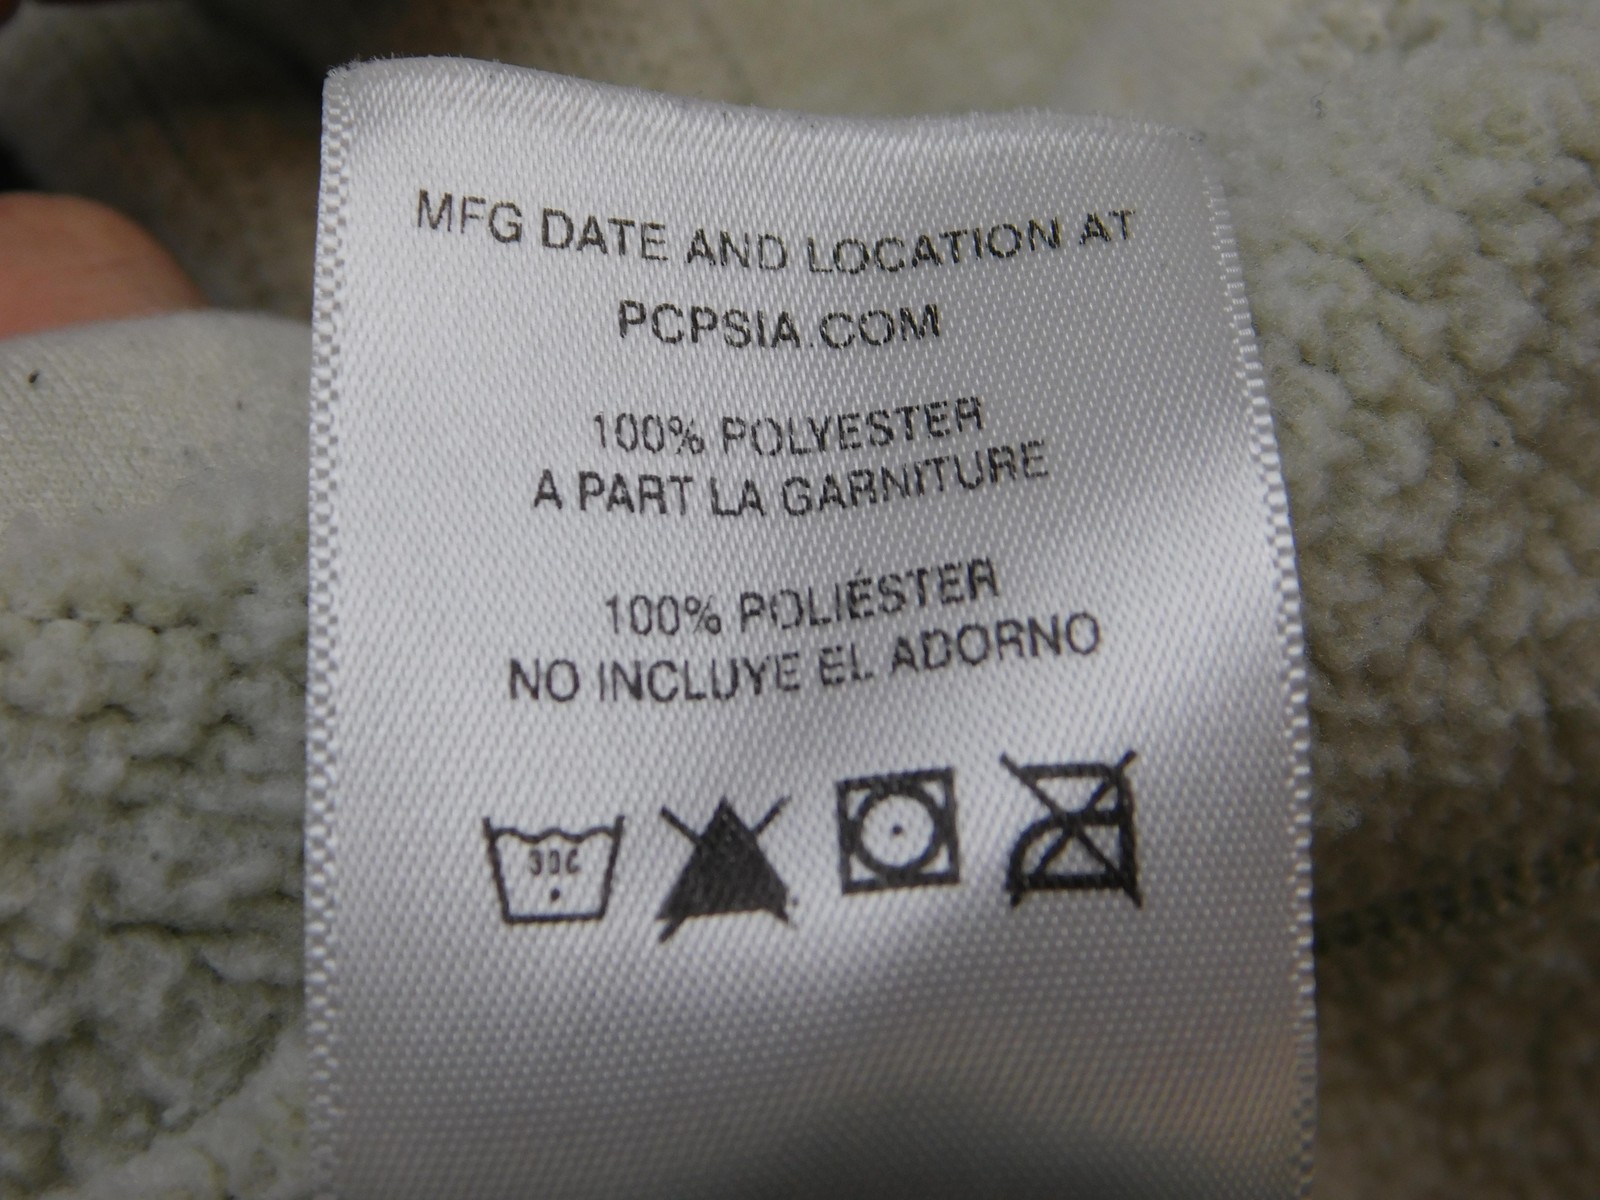 MFG DATE AND LOCATION AT
PCPSIA.COM
100% POLYESTER
A PART LA GARNITURE
100% POLIÉSTER
NO INCLUYE EL ADORNO
30C